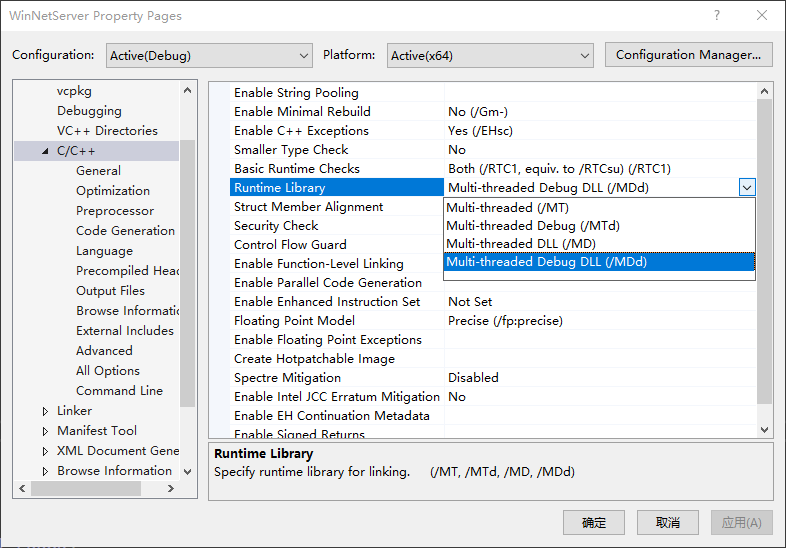 WinNetServer Property Pages
Configuration: Active(Debug) Platform: Active(x64) Configuration Manager...
vcpkg
Debugging
VC++ Directories
C/C++
General
Optimization
Preprocessor
Code Generation
Language
Precompiled Head
Output Files
Browse Informatic
External Includes
Advanced
All Options
Command Line
Linker
Manifest Tool
XML Document Gene
Browse Information
Enable String Pooling
Enable Minimal Rebuild No (/Gm-)
Enable C++ Exceptions Yes (/EHsc)
Smaller Type Check No
Basic Runtime Checks Both (/RTC1, equiv. to /RTCsu) (/RTC1)
Runtime Library Multi-threaded Debug DLL (/MDd)
Struct Member Alignment Multi-threaded (/MT)
Security Check Multi-threaded Debug (/MTd)
Control Flow Guard Multi-threaded DLL (/MD)
Enable Function-Level Linking Multi-threaded Debug DLL (/MDd)
Enable Parallel Code Generation
Enable Enhanced Instruction Set Not Set
Floating Point Model Precise (/fp:precise)
Enable Floating Point Exceptions
Create Hotpatchable Image
Spectre Mitigation Disabled
Enable Intel JCC Erratum Mitigation No
Enable EH Continuation Metadata
Enable Signed Returns
Runtime Library
Specify runtime library for linking. (/MT, /MTd, /MD, /MDd)
确定 取消 应用(A)